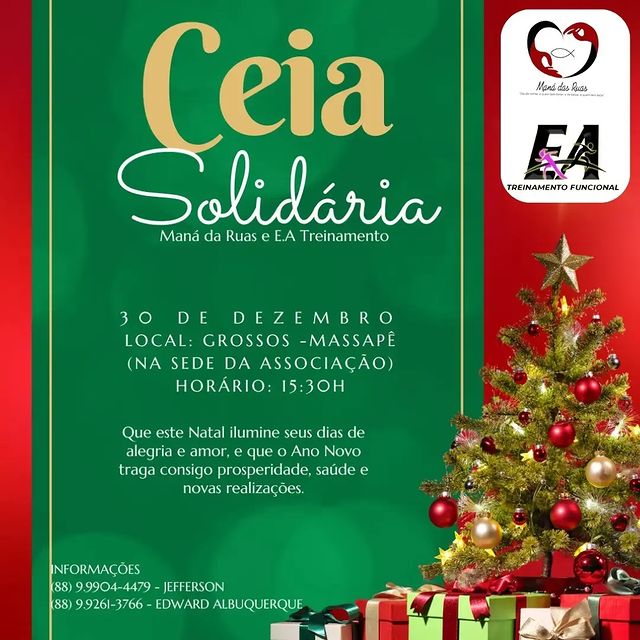 Ceia
Solidária
Maná da Ruas e E.A Treinamento
30 DE DEZEMBRO
LOCAL: GROSSOS -MASSAPÊ
(NA SEDE DA ASSOCIAÇÃO)
HORÁRIO: 15:30H
Que este Natal ilumine seus dias de
alegria e amor, e que o Ano Novo
traga consigo prosperidade, saúde e
novas realizações.
INFORMAÇÕES
(88) 9.9904-4479 - JEFFERSON
(88) 9.9261-3766 - EDWARD ALBUQUERQUE
Maná das Ruas
EA
TREINAMENTO FUNCIONAL